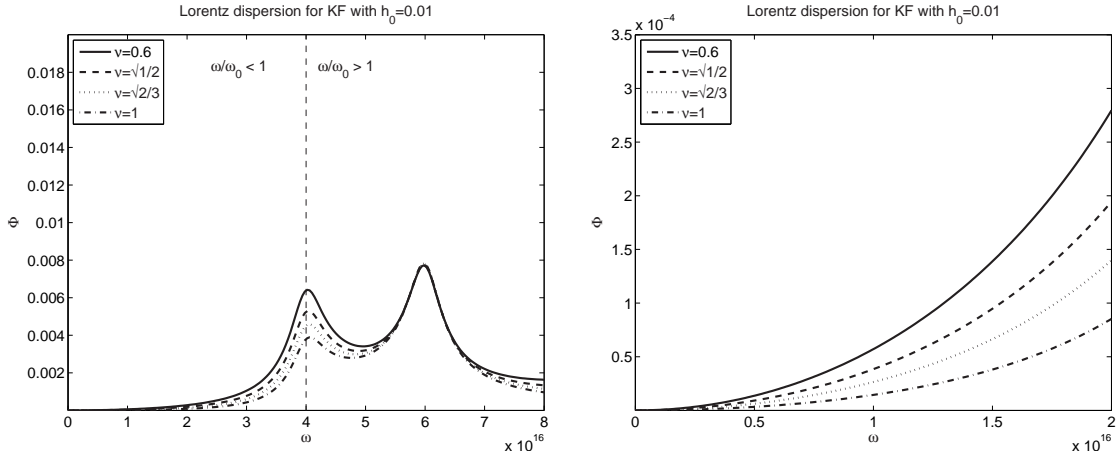 Lorentz dispersion for KF with h₀=0.01
ν=0.6
ν=√1/2
ν=√2/3
ν=1
ω/ω₀ < 1
ω/ω₀ > 1
0.018
0.016
0.014
0.012
0.01
0.008
0.006
0.004
0.002
Φ
0 1 2 3 4 5 6 7 8
ω
x 10¹⁶
Lorentz dispersion for KF with h₀=0.01
x 10⁻⁴
ν=0.6
ν=√1/2
ν=√2/3
ν=1
3.5
3
2.5
2
1.5
1
0.5
Φ
0 0.5 1 1.5 2
ω
x 10¹⁶